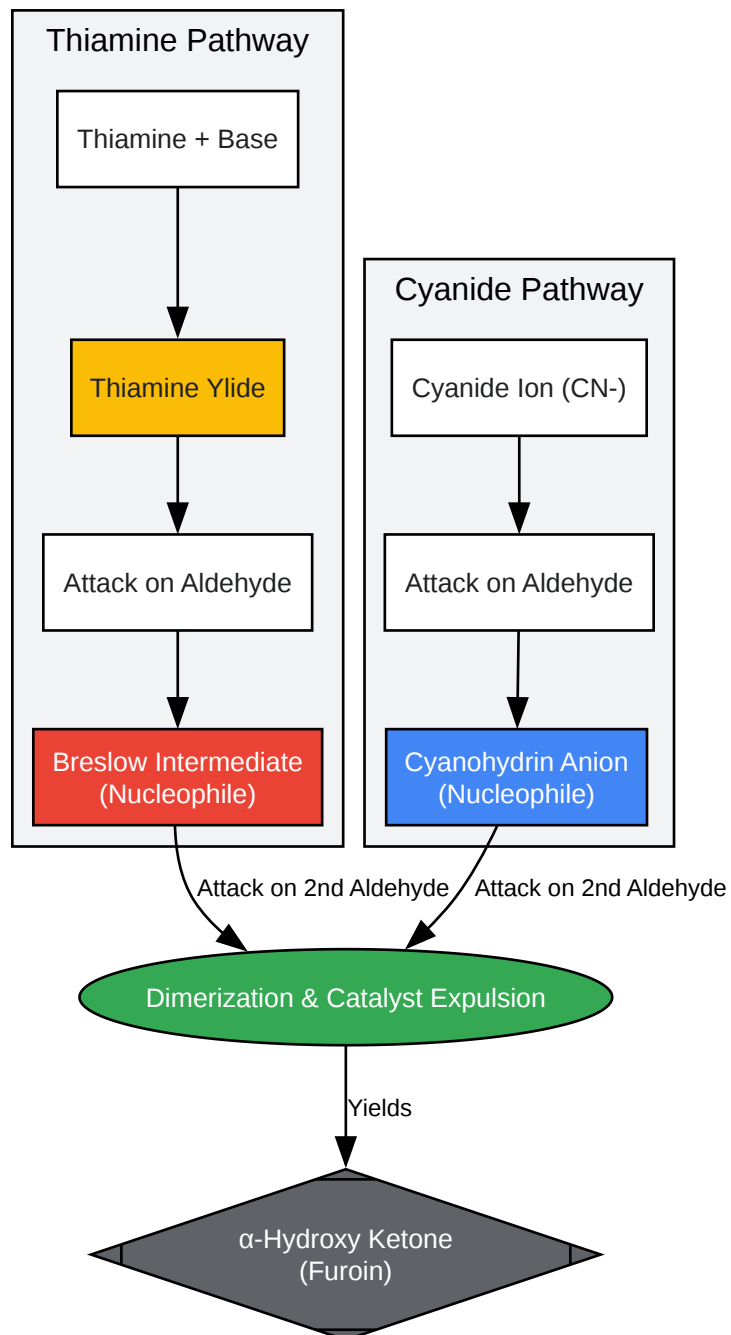 Thiamine Pathway
Thiamine + Base
Thiamine Ylide
Attack on Aldehyde
Breslow Intermediate
(Nucleophile)
Cyanide Pathway
Cyanide Ion (CN-)
Attack on Aldehyde
Cyanohydrin Anion
(Nucleophile)
Attack on 2nd Aldehyde
Attack on 2nd Aldehyde
Dimerization & Catalyst Expulsion
Yields
α-Hydroxy Ketone
(Furoin)